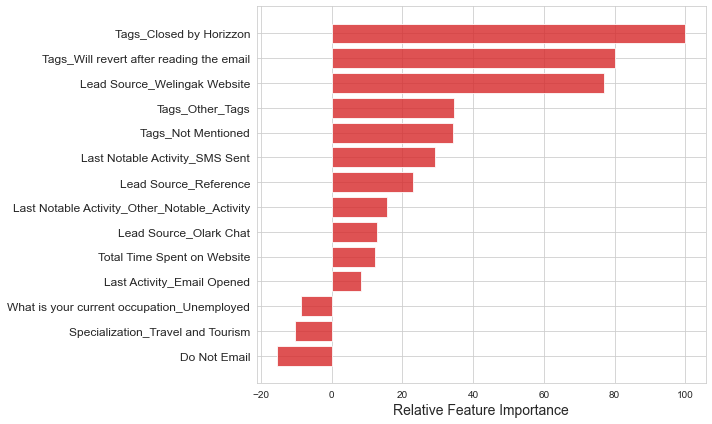 Tags_Closed by Horizzon
Tags_Will revert after reading the email
Lead Source_Welingak Website
Tags_Other_Tags
Tags_Not Mentioned
Last Notable Activity_SMS Sent
Lead Source_Reference
Last Notable Activity_Other_Notable_Activity
Lead Source_Olark Chat
Total Time Spent on Website
Last Activity_Email Opened
What is your current occupation_Unemployed
Specialization_Travel and Tourism
Do Not Email
−20 0 20 40 60 80 100
Relative Feature Importance